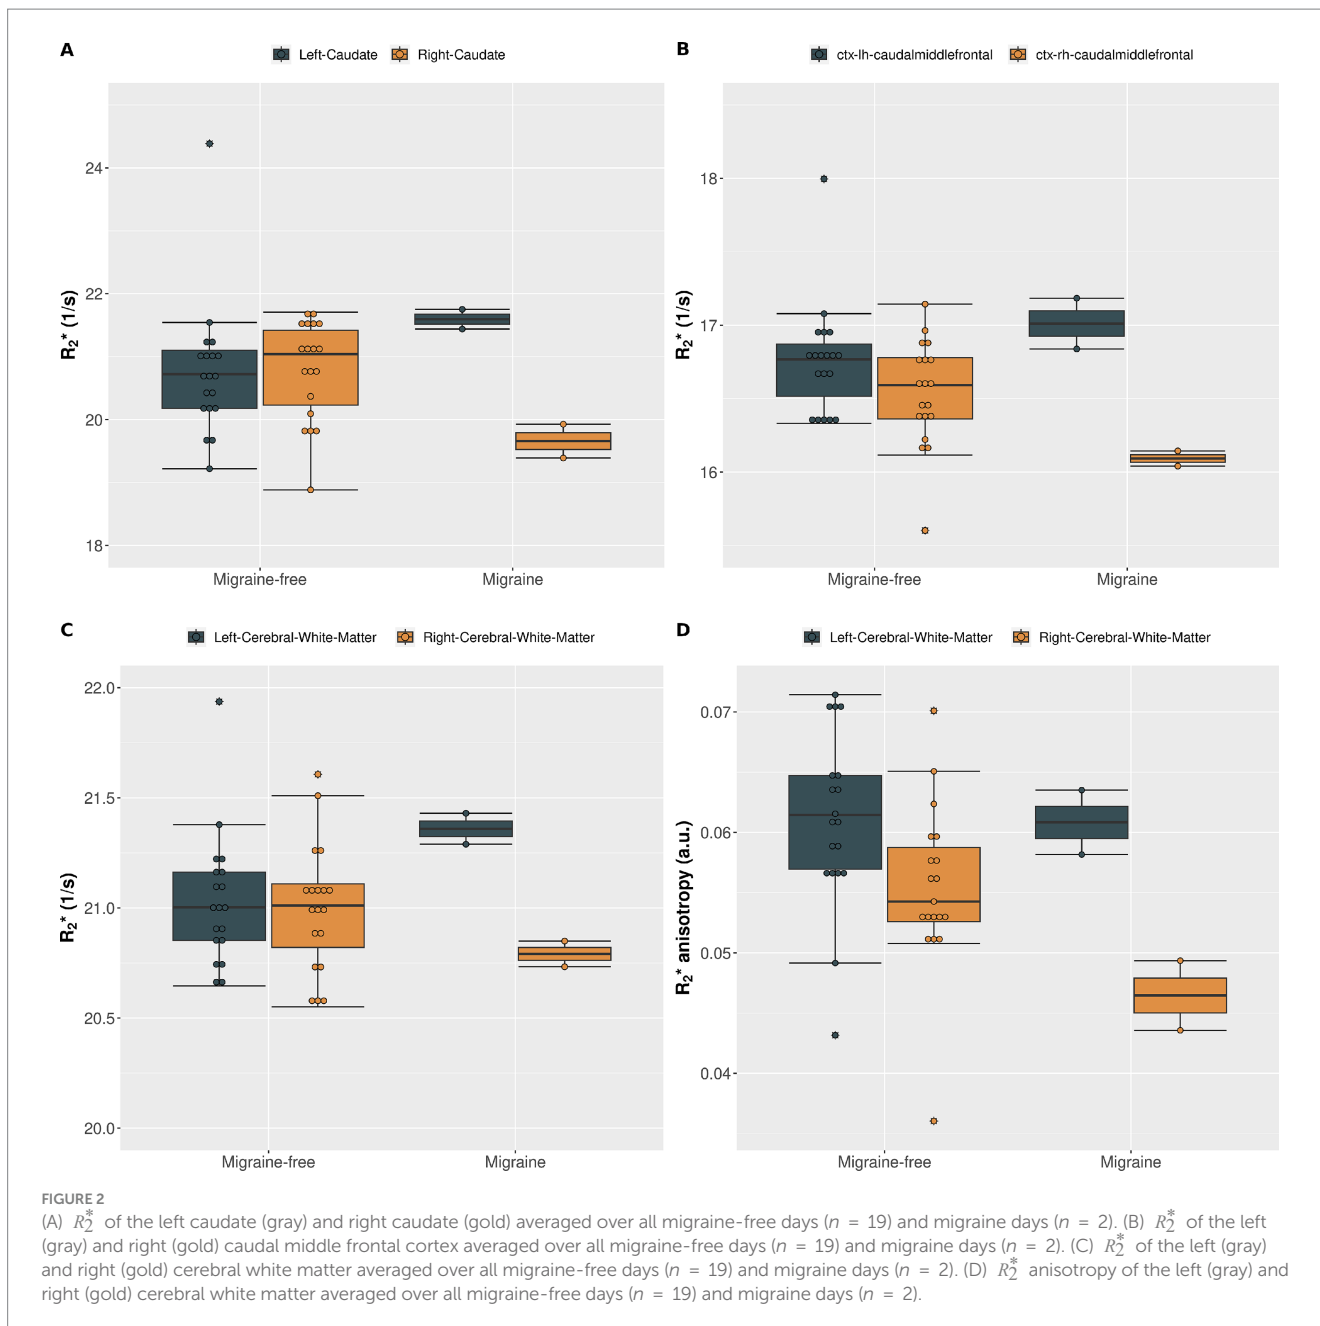 A
Left-Caudate Right-Caudate
24
22
20
18
R2* (1/s)
Migraine-free Migraine
B
ctx-lh-caudalmiddlefrontal ctx-rh-caudalmiddlefrontal
18
17
16
R2* (1/s)
Migraine-free Migraine
C
Left-Cerebral-White-Matter Right-Cerebral-White-Matter
22.0
21.5
21.0
20.5
20.0
R2* (1/s)
Migraine-free Migraine
D
Left-Cerebral-White-Matter Right-Cerebral-White-Matter
0.07
0.06
0.05
0.04
R2* anisotropy (a.u.)
Migraine-free Migraine
FIGURE 2
(A) R2* of the left caudate (gray) and right caudate (gold) averaged over all migraine-free days (n = 19) and migraine days (n = 2). (B) R2* of the left
(gray) and right (gold) caudal middle frontal cortex averaged over all migraine-free days (n = 19) and migraine days (n = 2). (C) R2* of the left (gray)
and right (gold) cerebral white matter averaged over all migraine-free days (n = 19) and migraine days (n = 2). (D) R2* anisotropy of the left (gray) and
right (gold) cerebral white matter averaged over all migraine-free days (n = 19) and migraine days (n = 2).